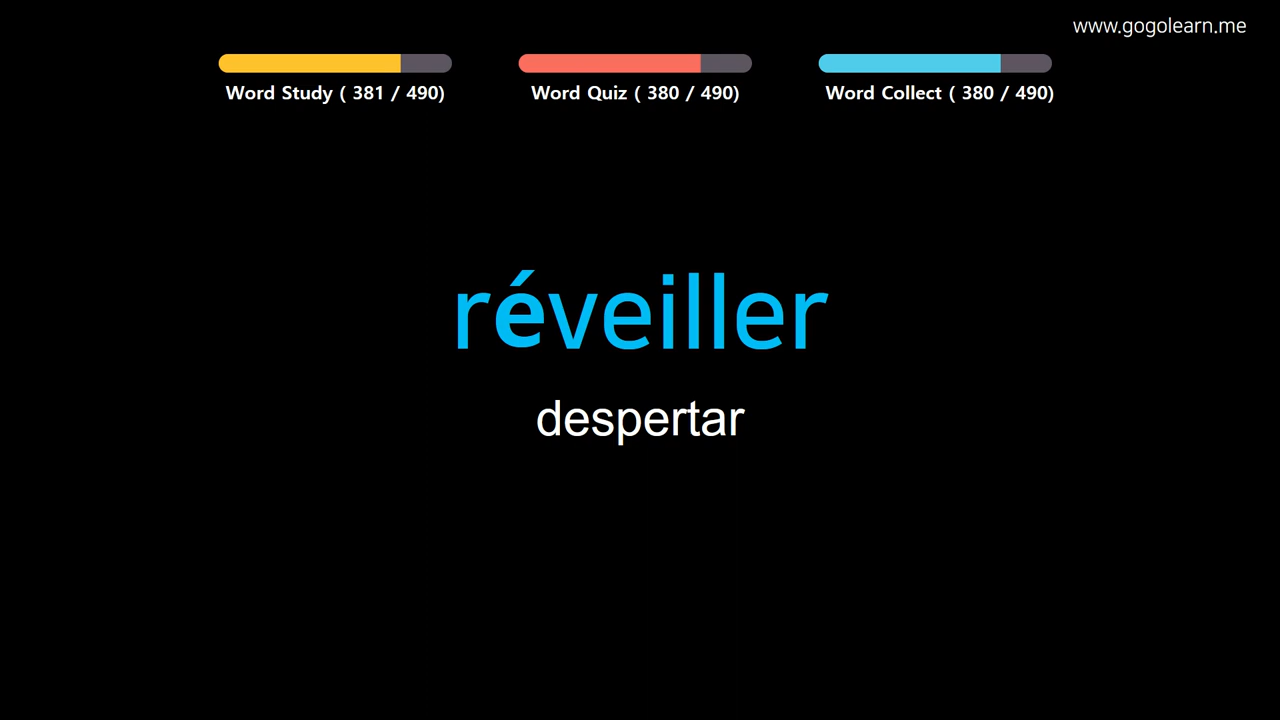 www.gogolearn.me
Word Study ( 381 / 490)
Word Quiz ( 380 / 490)
Word Collect ( 380 / 490)
réveiller
despertar